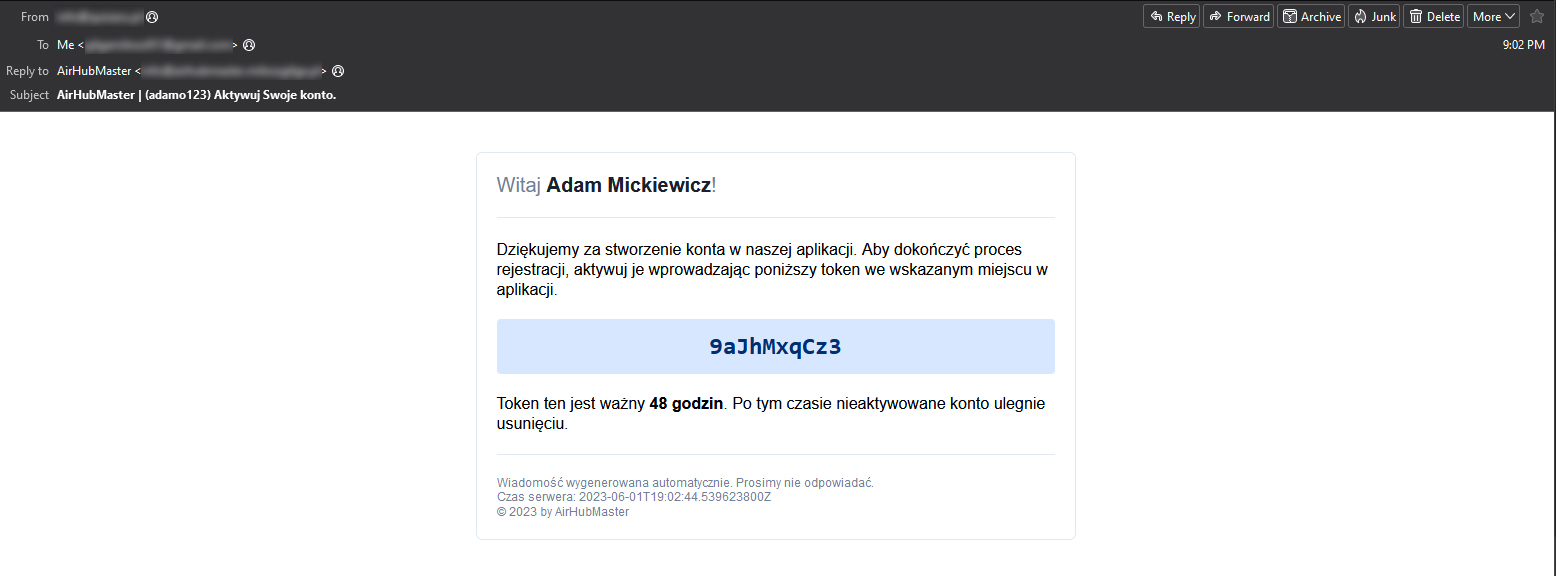 From
Reply Forward Archive Junk Delete More
To Me < >
9:02 PM
Reply to AirHubMaster < >
Subject AirHubMaster | (adamo123) Aktywuj Swoje konto.
Witaj Adam Mickiewicz!
Dziękujemy za stworzenie konta w naszej aplikacji. Aby dokończyć proces
rejestracji, aktywuj je wprowadzając poniższy token we wskazanym miejscu w
aplikacji.
9aJhMxqCz3
Token ten jest ważny 48 godzin. Po tym czasie nieaktywowane konto ulegnie
usunięciu.
Wiadomość wygenerowana automatycznie. Prosimy nie odpowiadać.
Czas serwera: 2023-06-01T19:02:44.539623800Z
© 2023 by AirHubMaster